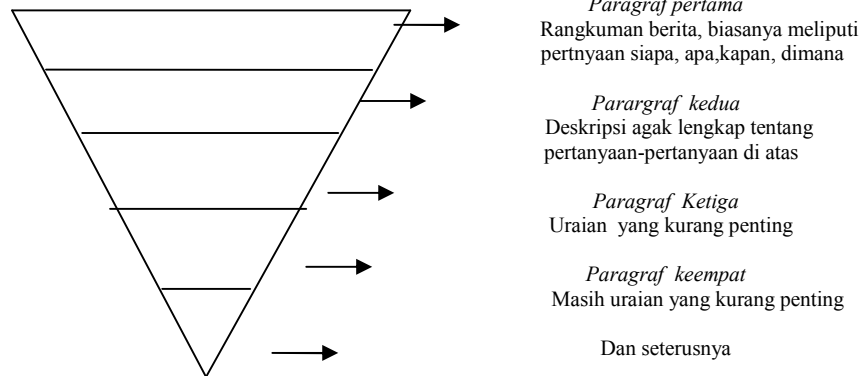 Paragraf pertama
Rangkuman berita, biasanya meliputi
pertnyaan siapa, apa,kapan, dimana
Parargraf kedua
Deskripsi agak lengkap tentang
pertanyaan-pertanyaan di atas
Paragraf Ketiga
Uraian yang kurang penting
Paragraf keempat
Masih uraian yang kurang penting
Dan seterusnya